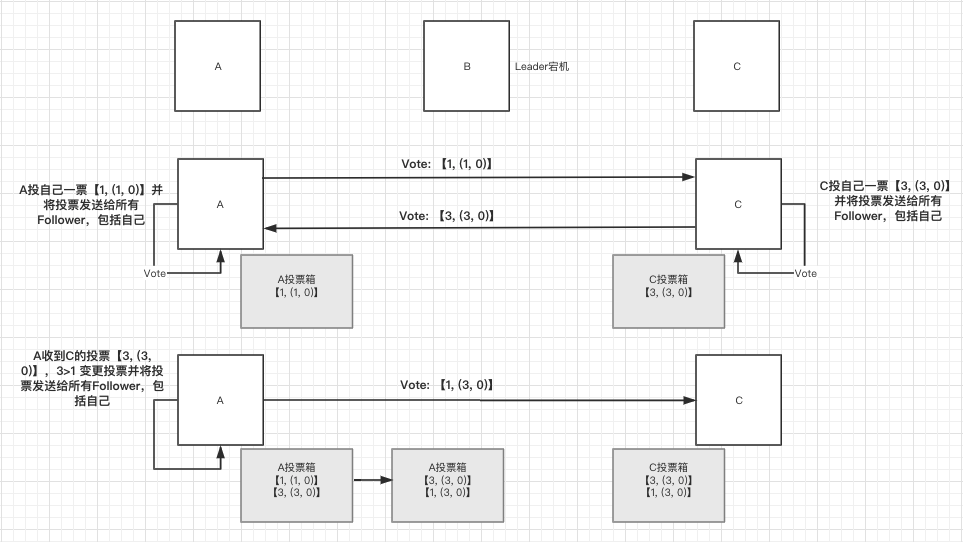 A
B
Leader宕机
C
Vote: 【1, (1, 0)】
A投自己一票【1, (1, 0)】并
将投票发送给所有
Follower，包括自己
A
Vote: 【3, (3, 0)】
C
C投自己一票【3, (3, 0)】
并将投票发送给所有
Follower，包括自己
Vote
Vote
A投票箱
【1, (1, 0)】
C投票箱
【3, (3, 0)】
A收到C的投票【3, (3,
0)】，3>1 变更投票并将投
票发送给所有Follower，包
括自己
A
Vote: 【1, (3, 0)】
C
A投票箱
【1, (1, 0)】
【3, (3, 0)】
A投票箱
【3, (3, 0)】
【1, (3, 0)】
C投票箱
【3, (3, 0)】
【1, (3, 0)】